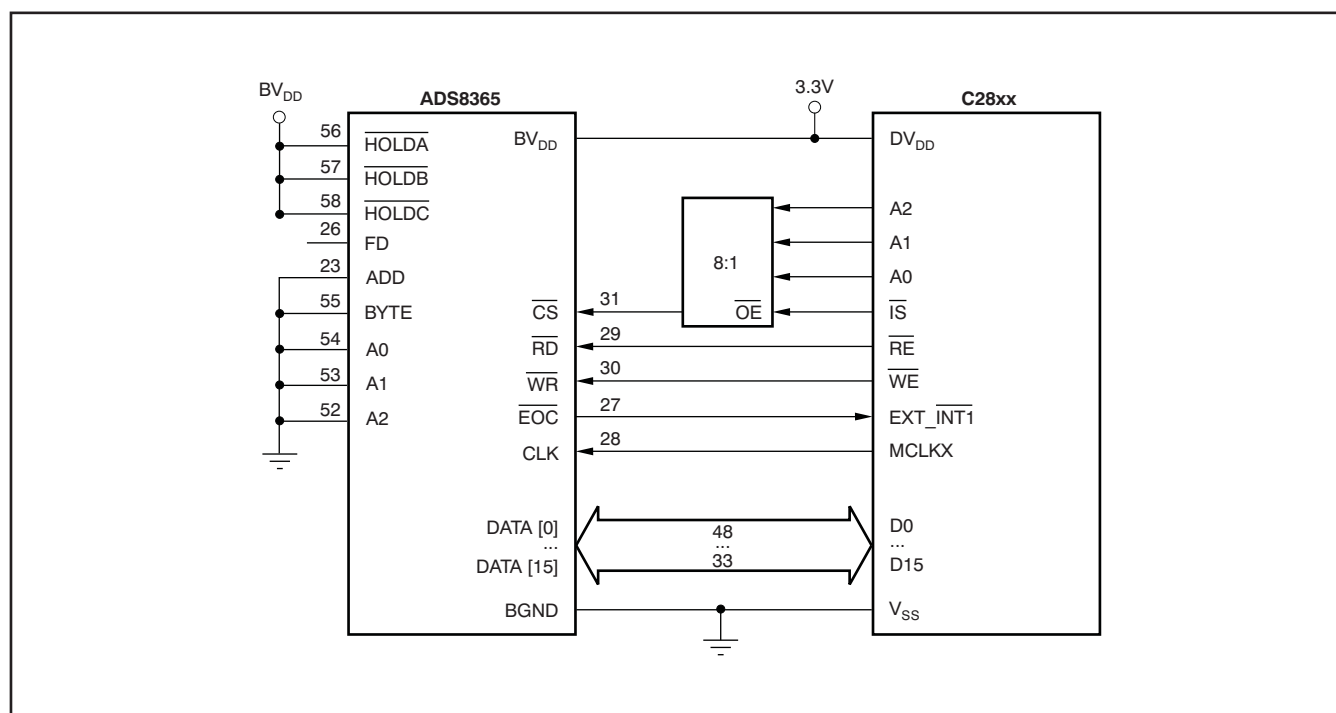 BVDD
ADS8365
3.3V
C28xx
56
HOLDA
BVDD
DVDD
57
HOLDB
58
HOLDC
A2
26
FD
A1
23
ADD
8:1
A0
55
BYTE
CS
31
OE
IS
54
A0
RD
29
RE
53
A1
WR
30
WE
52
A2
EOC
27
EXT_INT1
CLK
28
MCLKX
DATA [0]
48
D0
...
...
...
DATA [15]
33
D15
BGND
VSS